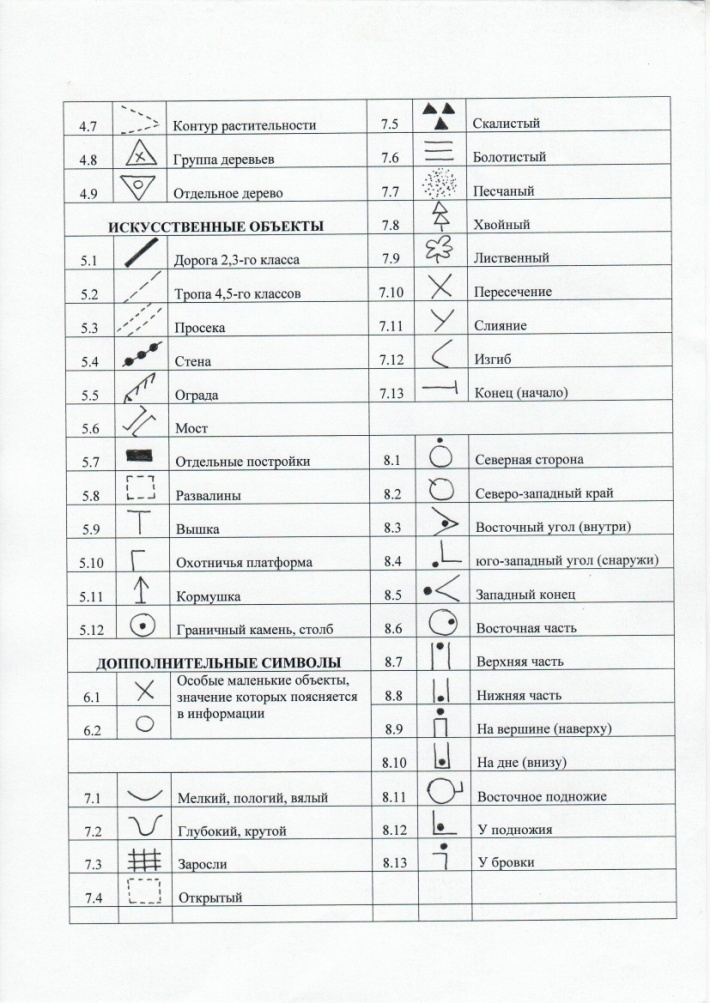 4.7 Контур растительности
4.8 Группа деревьев
4.9 Отдельное дерево
ИСКУССТВЕННЫЕ ОБЪЕКТЫ
5.1 Дорога 2,3-го класса
5.2 Тропа 4,5-го классов
5.3 Просека
5.4 Стена
5.5 Ограда
5.6 Мост
5.7 Отдельные постройки
5.8 Развалины
5.9 Вышка
5.10 Охотничья платформа
5.11 Кормушка
5.12 Граничный камень, столб
ДОППОЛНИТЕЛЬНЫЕ СИМВОЛЫ
6.1 Особые маленькие объекты,
значение которых поясняется
6.2 в информации
7.1 Мелкий, пологий, вялый
7.2 Глубокий, крутой
7.3 Заросли
7.4 Открытый
7.5 Скалистый
7.6 Болотистый
7.7 Песчаный
7.8 Хвойный
7.9 Лиственный
7.10 Пересечение
7.11 Слияние
7.12 Изгиб
7.13 Конец (начало)
8.1 Северная сторона
8.2 Северо-западный край
8.3 Восточный угол (внутри)
8.4 юго-западный угол (снаружи)
8.5 Западный конец
8.6 Восточная часть
8.7 Верхняя часть
8.8 Нижняя часть
8.9 На вершине (наверху)
8.10 На дне (внизу)
8.11 Восточное подножие
8.12 У подножия
8.13 У бровки